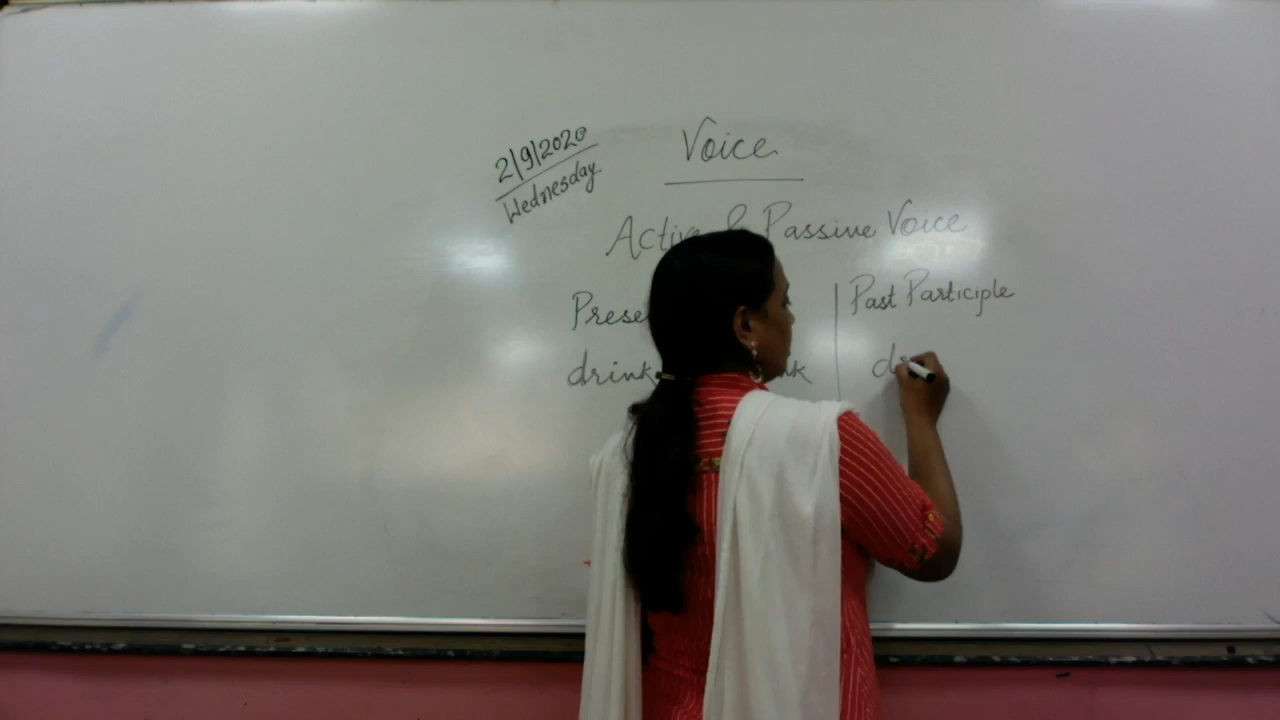 2/9/2020
Wednesday
Voice
Active & Passive Voice
Past Participle
drink